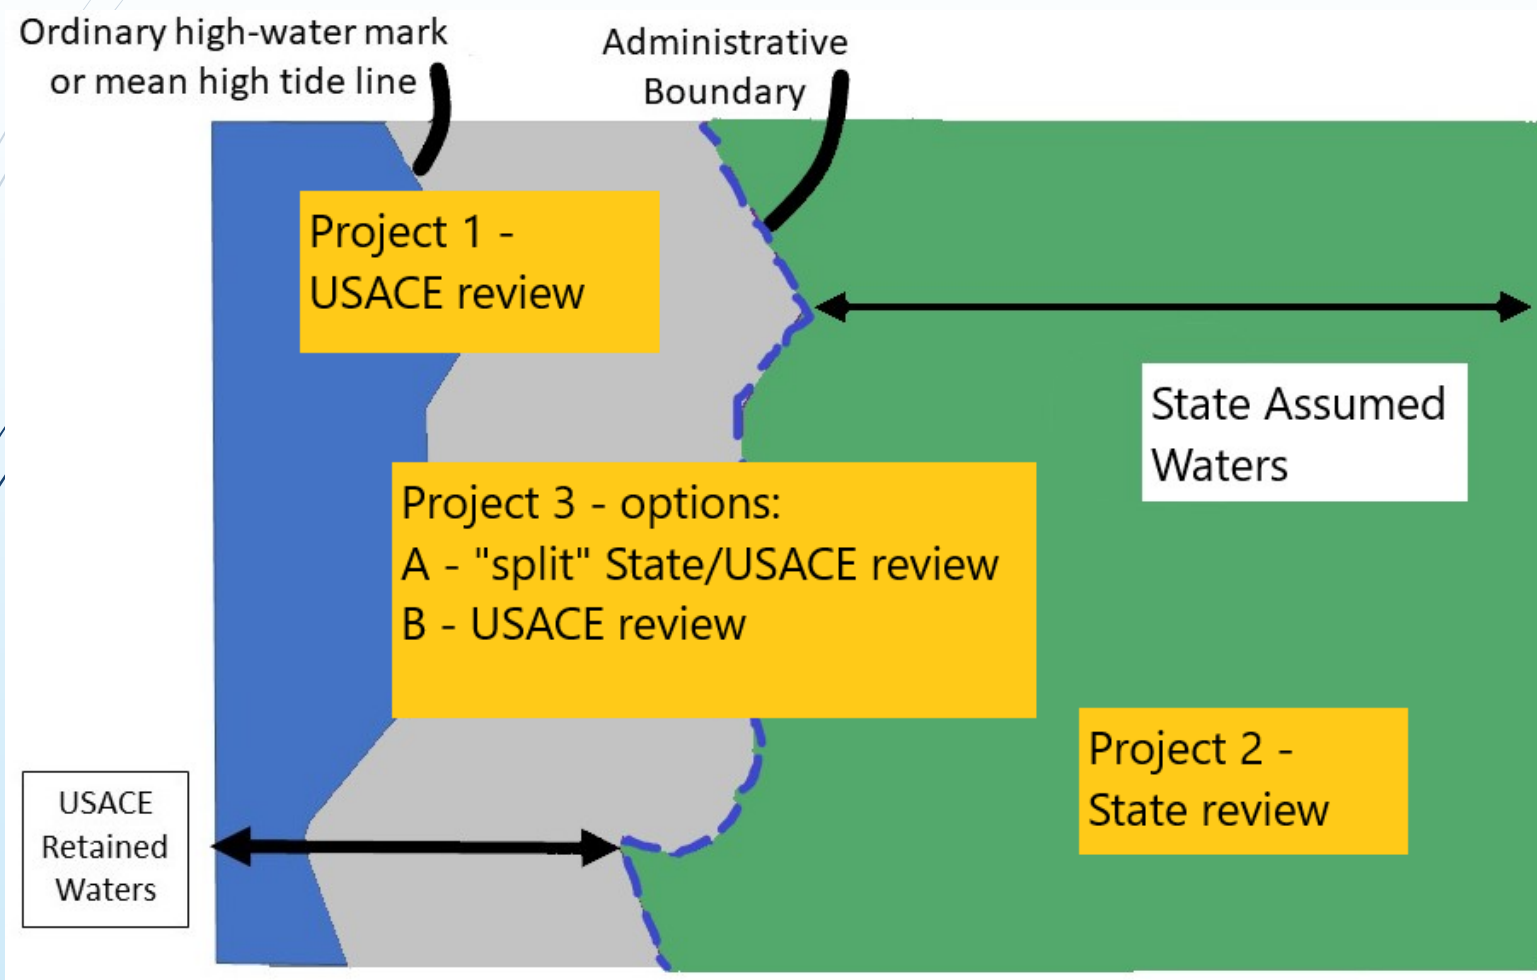 Ordinary high-water mark
or mean high tide line
Administrative
Boundary
Project 1 -
USACE review
State Assumed
Waters
Project 3 - options:
A - "split" State/USACE review
B - USACE review
Project 2 -
State review
USACE
Retained
Waters